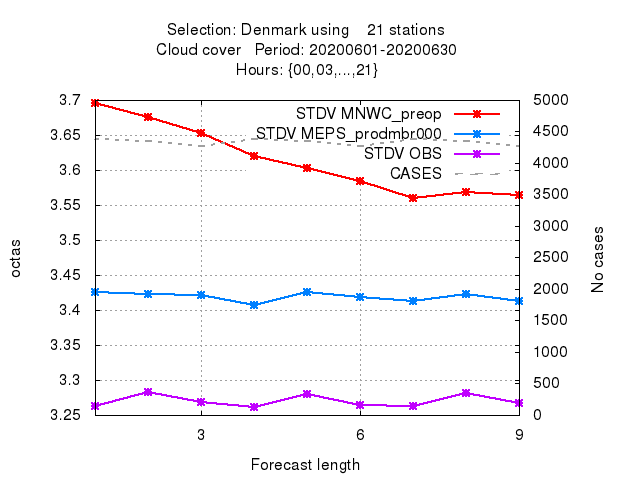 Selection: Denmark using 21 stations
Cloud cover Period: 20200601-20200630
Hours: {00,03,...,21}
STDV MNWC_preop
STDV MEPS_prodmbr000
STDV OBS
CASES
octas
3.7
3.65
3.6
3.55
3.5
3.45
3.4
3.35
3.3
3.25
5000
4500
4000
3500
3000
2500
2000
1500
1000
500
0
No cases
3 6 9
Forecast length